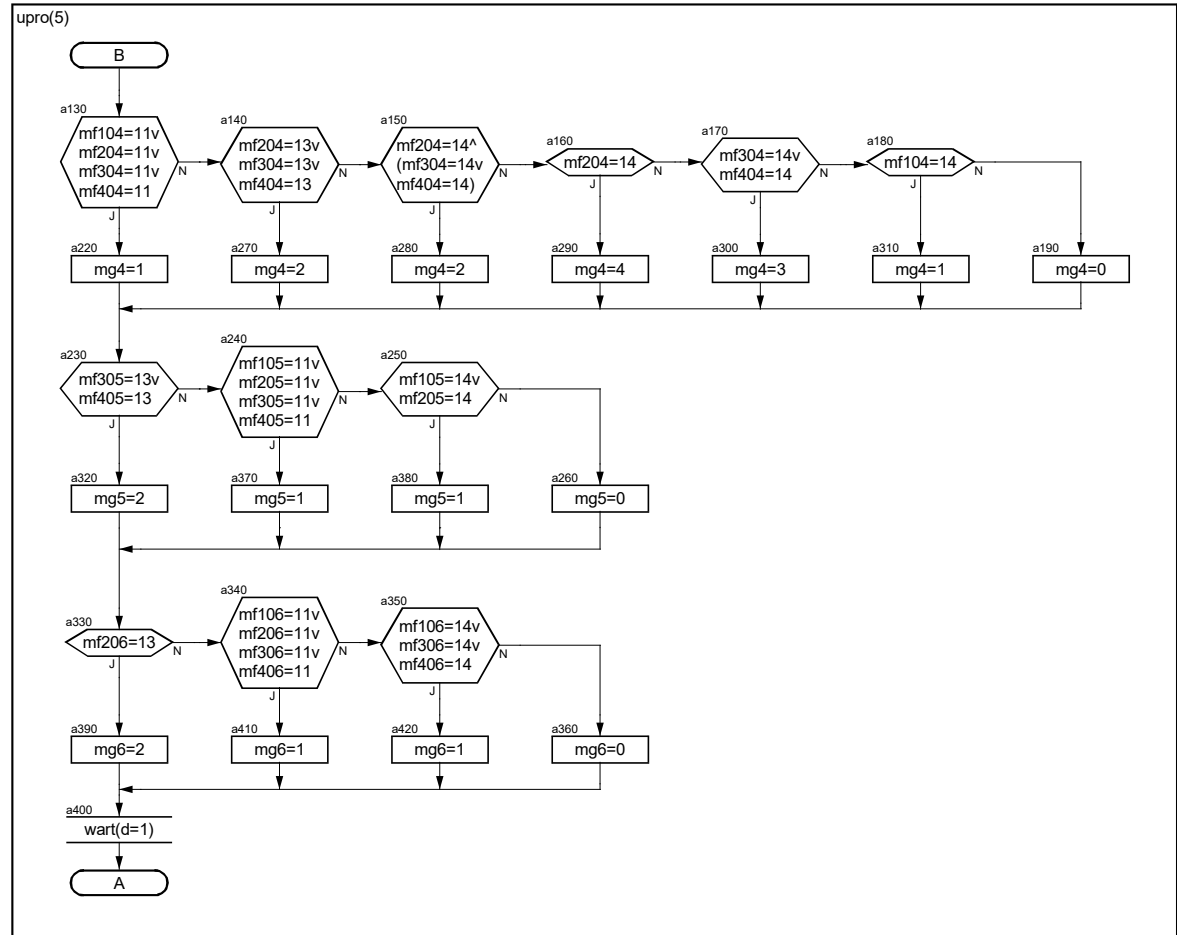 upro(5)
B
a130
mf104=11v
mf204=11v
mf304=11v
mf404=11
N
J
a140
mf204=13v
mf304=13v
mf404=13
N
J
a150
mf204=14^
(mf304=14v
mf404=14)
N
J
a160
mf204=14
N
J
a170
mf304=14v
mf404=14
N
J
a180
mf104=14
N
J
a220
mg4=1
a270
mg4=2
a280
mg4=2
a290
mg4=4
a300
mg4=3
a310
mg4=1
a190
mg4=0
a230
mf305=13v
mf405=13
N
J
a240
mf105=11v
mf205=11v
mf305=11v
mf405=11
N
J
a250
mf105=14v
mf205=14
N
J
a320
mg5=2
a370
mg5=1
a380
mg5=1
a260
mg5=0
a330
mf206=13
N
J
a340
mf106=11v
mf206=11v
mf306=11v
mf406=11
N
J
a350
mf106=14v
mf306=14v
mf406=14
N
J
a390
mg6=2
a410
mg6=1
a420
mg6=1
a360
mg6=0
a400
wart(d=1)
A